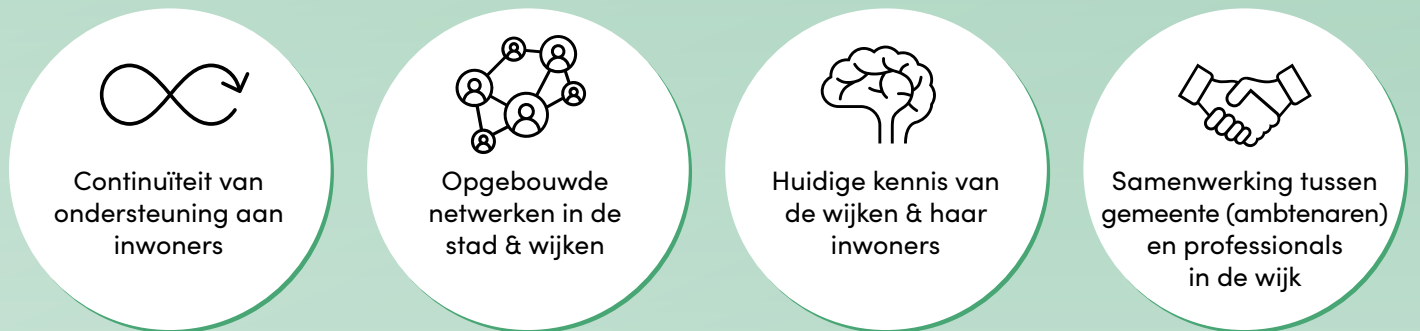 Continuïteit van
ondersteuning aan
inwoners
Opgebouwde
netwerken in de
stad & wijken
Huidige kennis van
de wijken & haar
inwoners
Samenwerking tussen
gemeente (ambtenaren)
en professionals
in de wijk